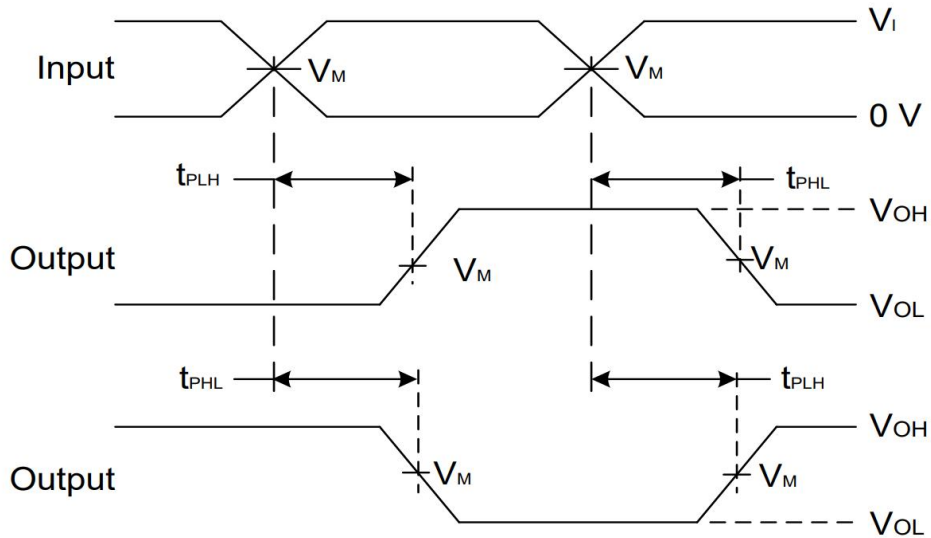 Input
VM
VM
VI
0 V
tPLH
tPHL
Output
VM
VM
VOH
VOL
tPHL
tPLH
Output
VM
VM
VOH
VOL